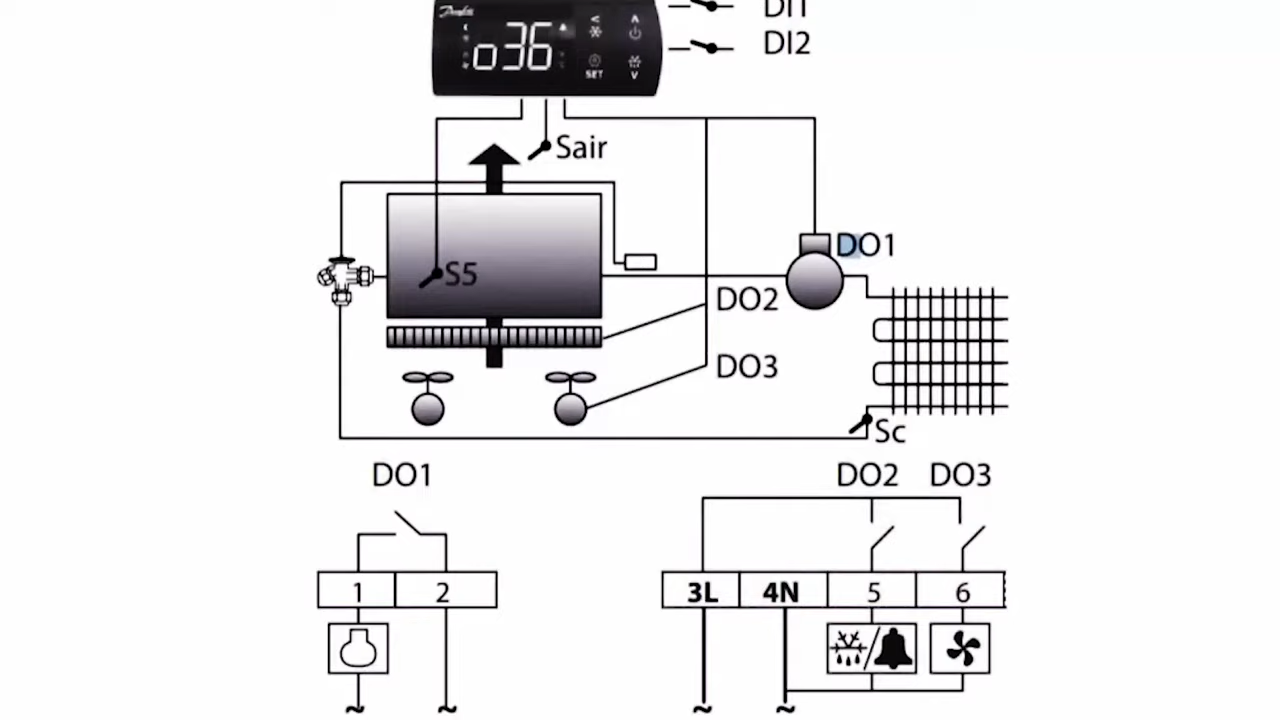 DI1
Danfoss
o36
SET
DI2
Sair
DO1
S5
DO2
DO3
Sc
DO1
DO2 DO3
1 2
3L 4N 5 6
~ ~ ~ ~